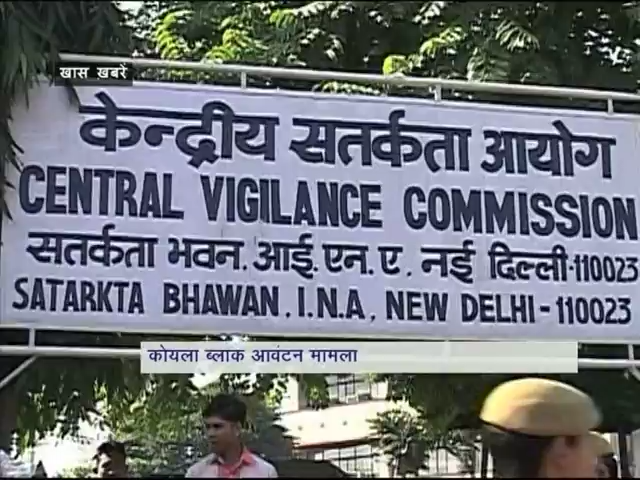 खास खबरें
केन्द्रीय सतर्कता आयोग
CENTRAL VIGILANCE COMMISSION
सतर्कता भवन. आई. एन. ए. नई दिल्ली-110023
SATARKTA BHAWAN, I.N.A, NEW DELHI - 110023
कोयला ब्लाक आवंटन मामला